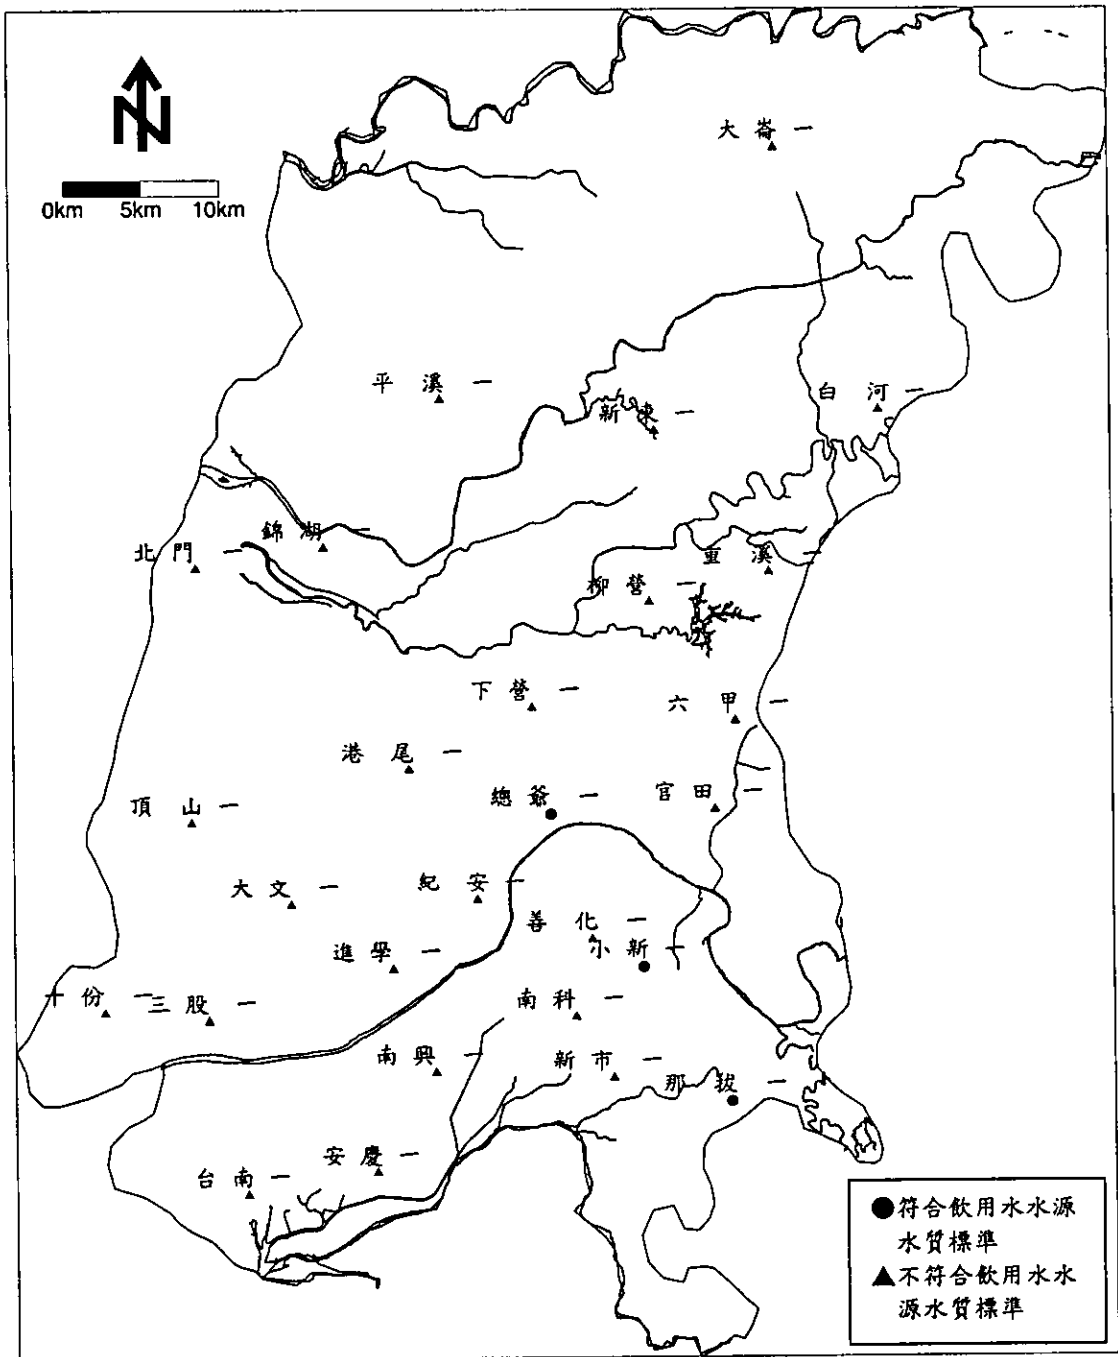 N
大崙一
0km 5km 10km
平溪一
白河一
新東一
錦湖一
北門一
重溪一
柳營一
下營一
六甲一
港尾一
官田一
總爺一
頂山一
紀安一
大文一
善化一
小新一
進學一
十份一
三股一
南科一
南興一
新市一
那拔一
安慶一
台南一
●符合飲用水水源
水質標準
▲不符合飲用水水
源水質標準